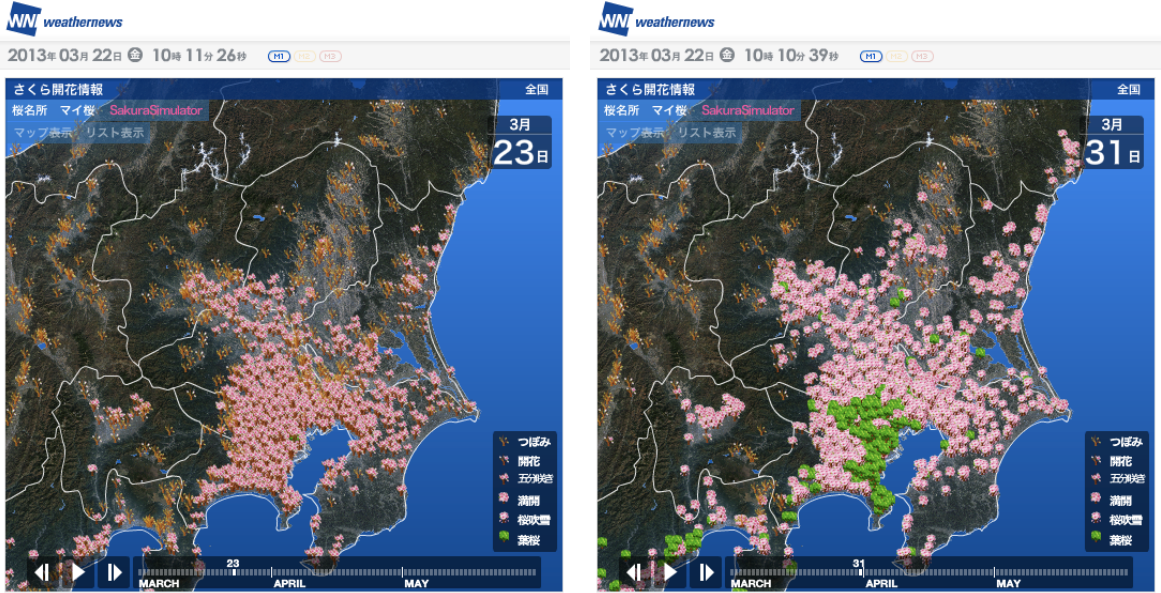 WNI weathernews
2013年 03月 22日 金 10時 11分 26秒 M1 M2 M3
さくら開花情報 全国
桜名所 マイ桜 SakuraSimulator
マップ表示 リスト表示
3月
23日
つぼみ
開花
五分咲き
満開
桜吹雪
葉桜
23
MARCH APRIL MAY
WNI weathernews
2013年 03月 22日 金 10時 10分 39秒 M1 M2 M3
さくら開花情報 全国
桜名所 マイ桜 SakuraSimulator
マップ表示 リスト表示
3月
31日
つぼみ
開花
五分咲き
満開
桜吹雪
葉桜
31
MARCH APRIL MAY